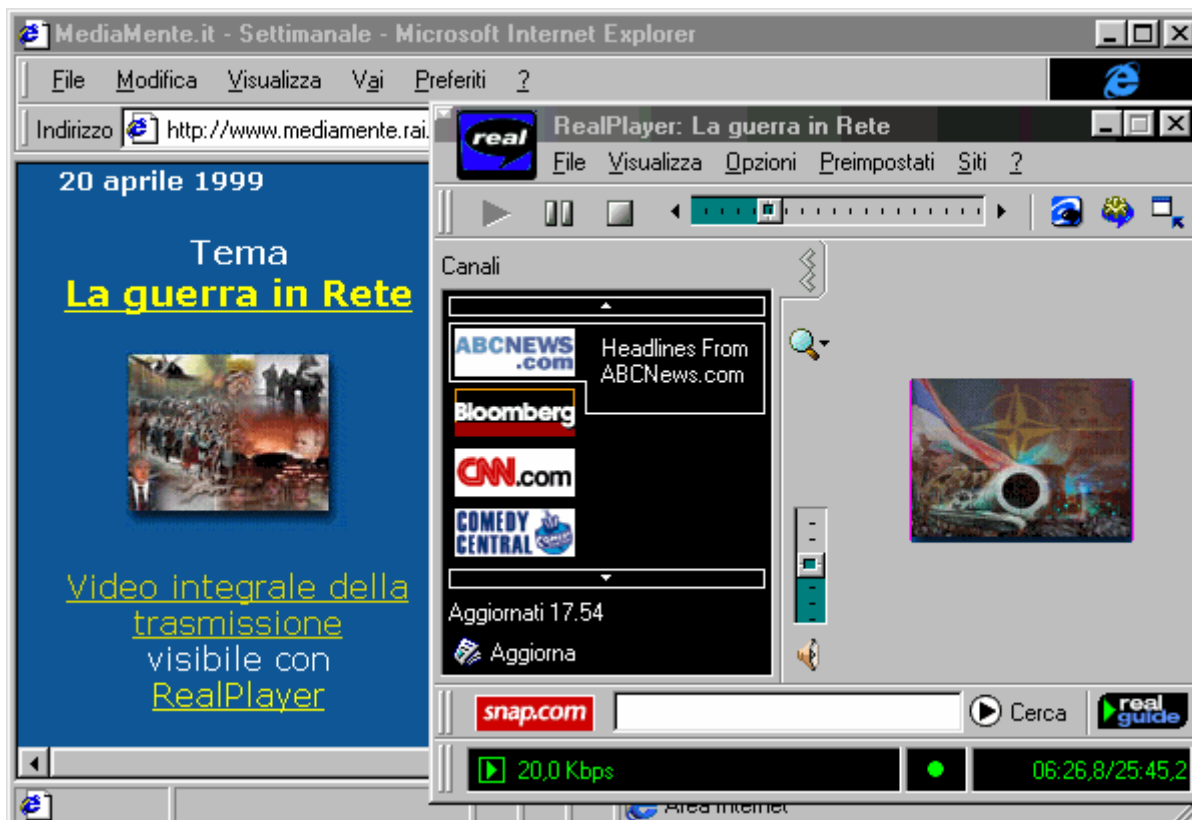 MediaMente.it - Settimanale - Microsoft Internet Explorer
File Modifica Visualizza Vai Preferiti ?
Indirizzo http://www.mediamente.rai.
20 aprile 1999
Tema
La guerra in Rete
Video integrale della
trasmissione
visibile con
RealPlayer
real
RealPlayer: La guerra in Rete
File Visualizza Opzioni Preimpostati Siti ?
Canali
ABCNEWS
.com
Headlines From
ABCNews.com
Bloomberg
CNN.com
COMEDY
CENTRAL
Aggiornati 17.54
Aggiorna
snap.com
Cerca
real
guide
20,0 Kbps
06:26,8/25:45,2
Area Internet